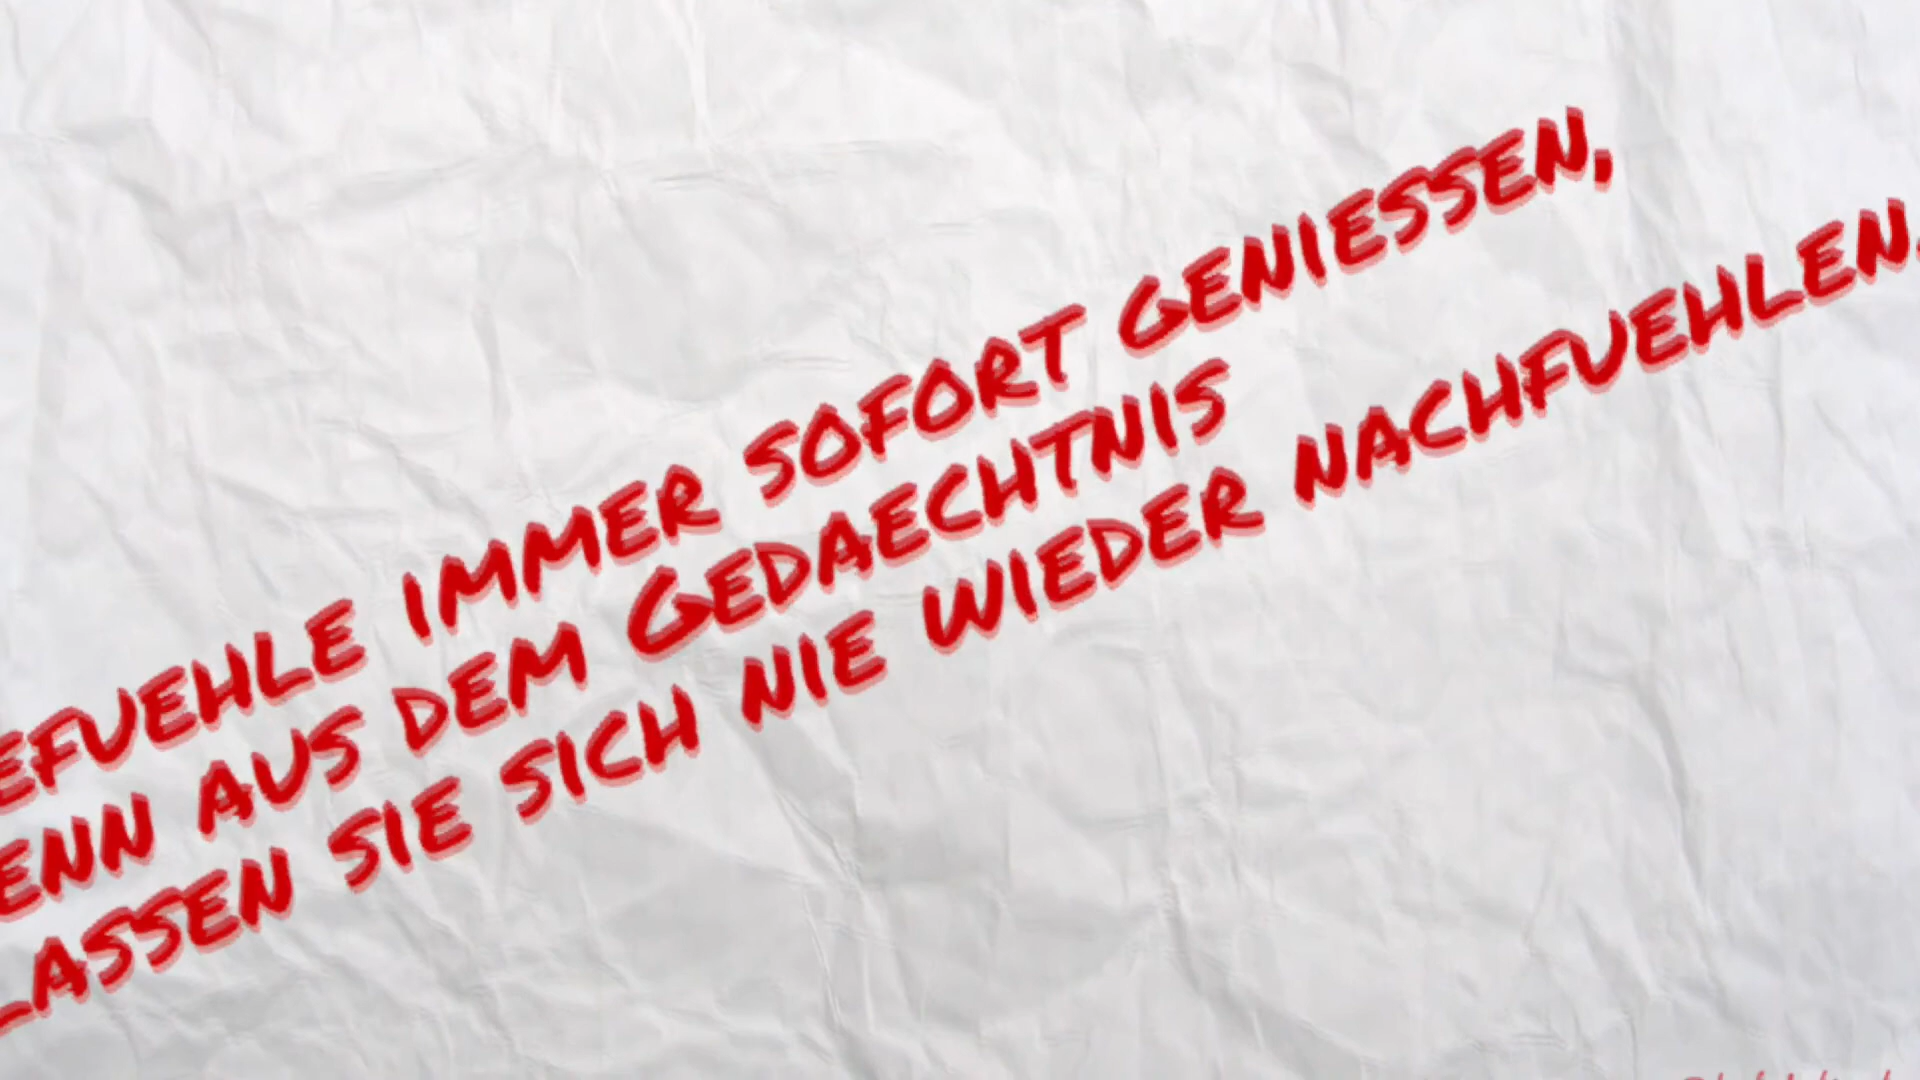 EFUEHLE IMMER SOFORT GENIESSEN,
ENN AUS DEM GEDAECHTNIS
LASSEN SIE SICH NIE WIEDER NACHFUEHLEN.